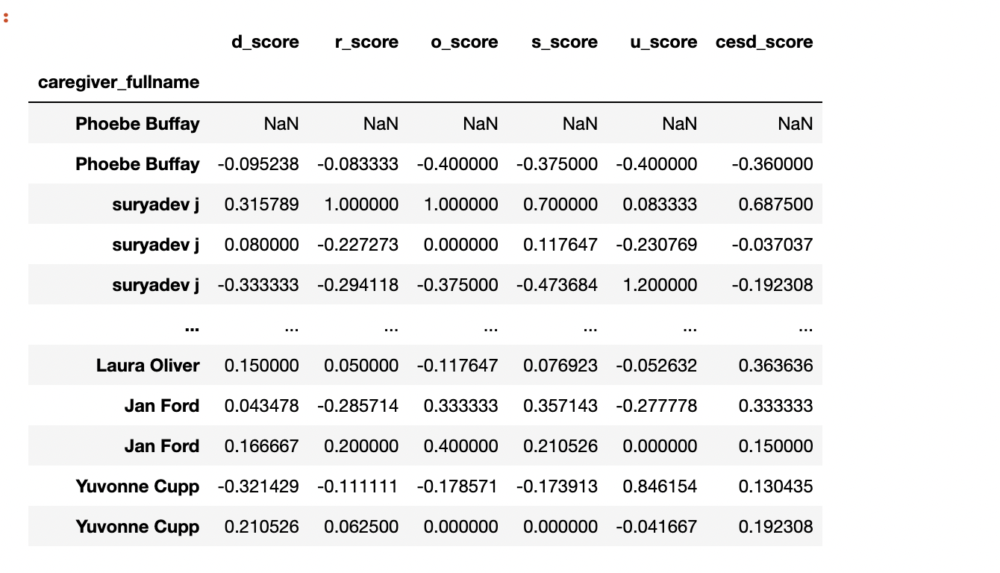 :
d_score r_score o_score s_score u_score cesd_score
caregiver_fullname
Phoebe Buffay NaN NaN NaN NaN NaN NaN
Phoebe Buffay -0.095238 -0.083333 -0.400000 -0.375000 -0.400000 -0.360000
suryadev j 0.315789 1.000000 1.000000 0.700000 0.083333 0.687500
suryadev j 0.080000 -0.227273 0.000000 0.117647 -0.230769 -0.037037
suryadev j -0.333333 -0.294118 -0.375000 -0.473684 1.200000 -0.192308
... ... ... ... ... ... ...
Laura Oliver 0.150000 0.050000 -0.117647 0.076923 -0.052632 0.363636
Jan Ford 0.043478 -0.285714 0.333333 0.357143 -0.277778 0.333333
Jan Ford 0.166667 0.200000 0.400000 0.210526 0.000000 0.150000
Yuvonne Cupp -0.321429 -0.111111 -0.178571 -0.173913 0.846154 0.130435
Yuvonne Cupp 0.210526 0.062500 0.000000 0.000000 -0.041667 0.192308